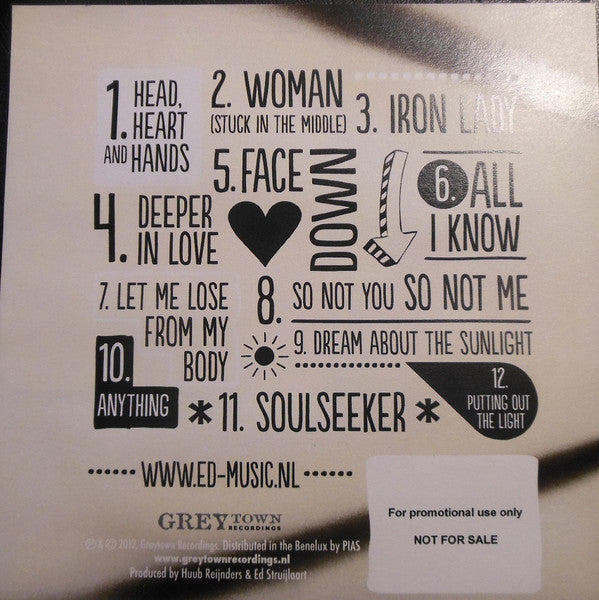 1. HEAD,
HEART
AND HANDS
2. WOMAN
(STUCK IN THE MIDDLE)
3. IRON LADY
4. DEEPER
IN LOVE
5. FACE
DOWN
6. ALL
I KNOW
7. LET ME LOSE
FROM MY
BODY
8. SO NOT YOU SO NOT ME
9. DREAM ABOUT THE SUNLIGHT
10.
ANYTHING
*11. SOULSEEKER*
12.
PUTTING OUT
THE LIGHT
······ WWW.ED-MUSIC.NL ······
GREYTOWN
RECORDINGS
℗ & © 2012, Greytown Recordings. Distributed in the Benelux by PIAS
www.greytownrecordings.nl
Produced by Huub Reijnders & Ed Struijlaart
For promotional use only
NOT FOR SALE